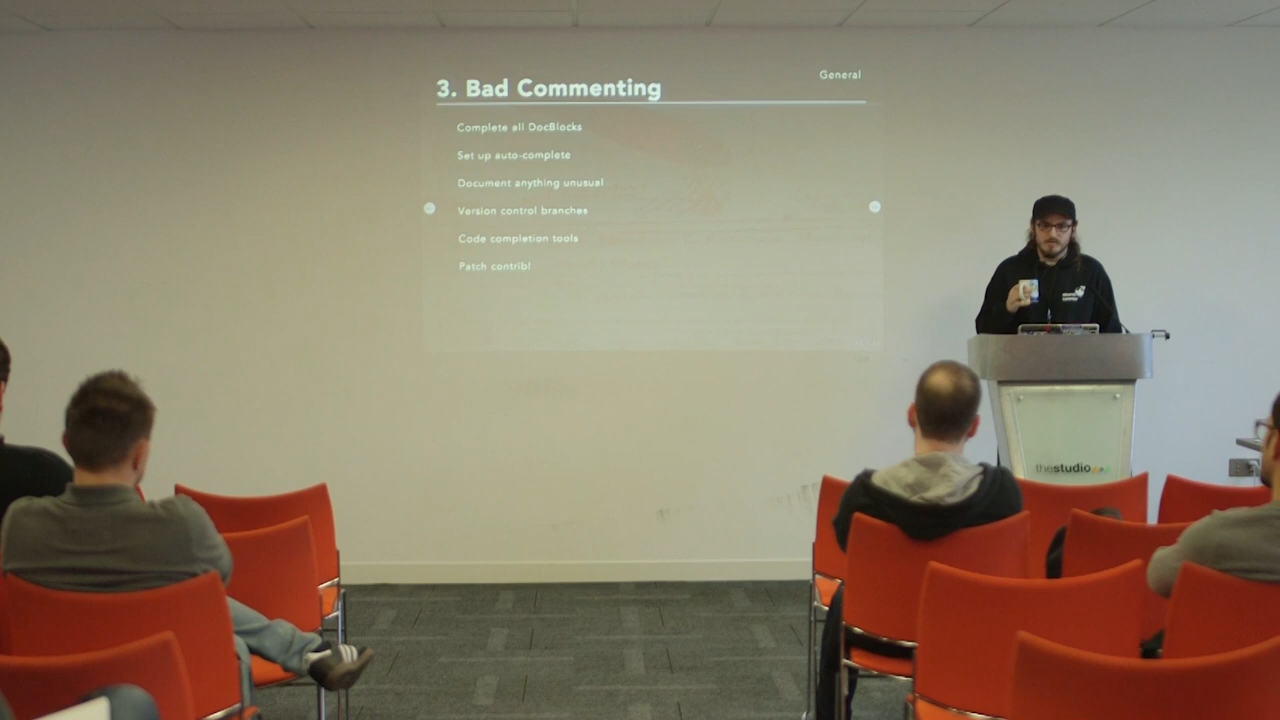 General
3. Bad Commenting
Complete all DocBlocks
Set up auto-complete
Document anything unusual
Version control branches
Code completion tools
Patch contrib!
thestudio